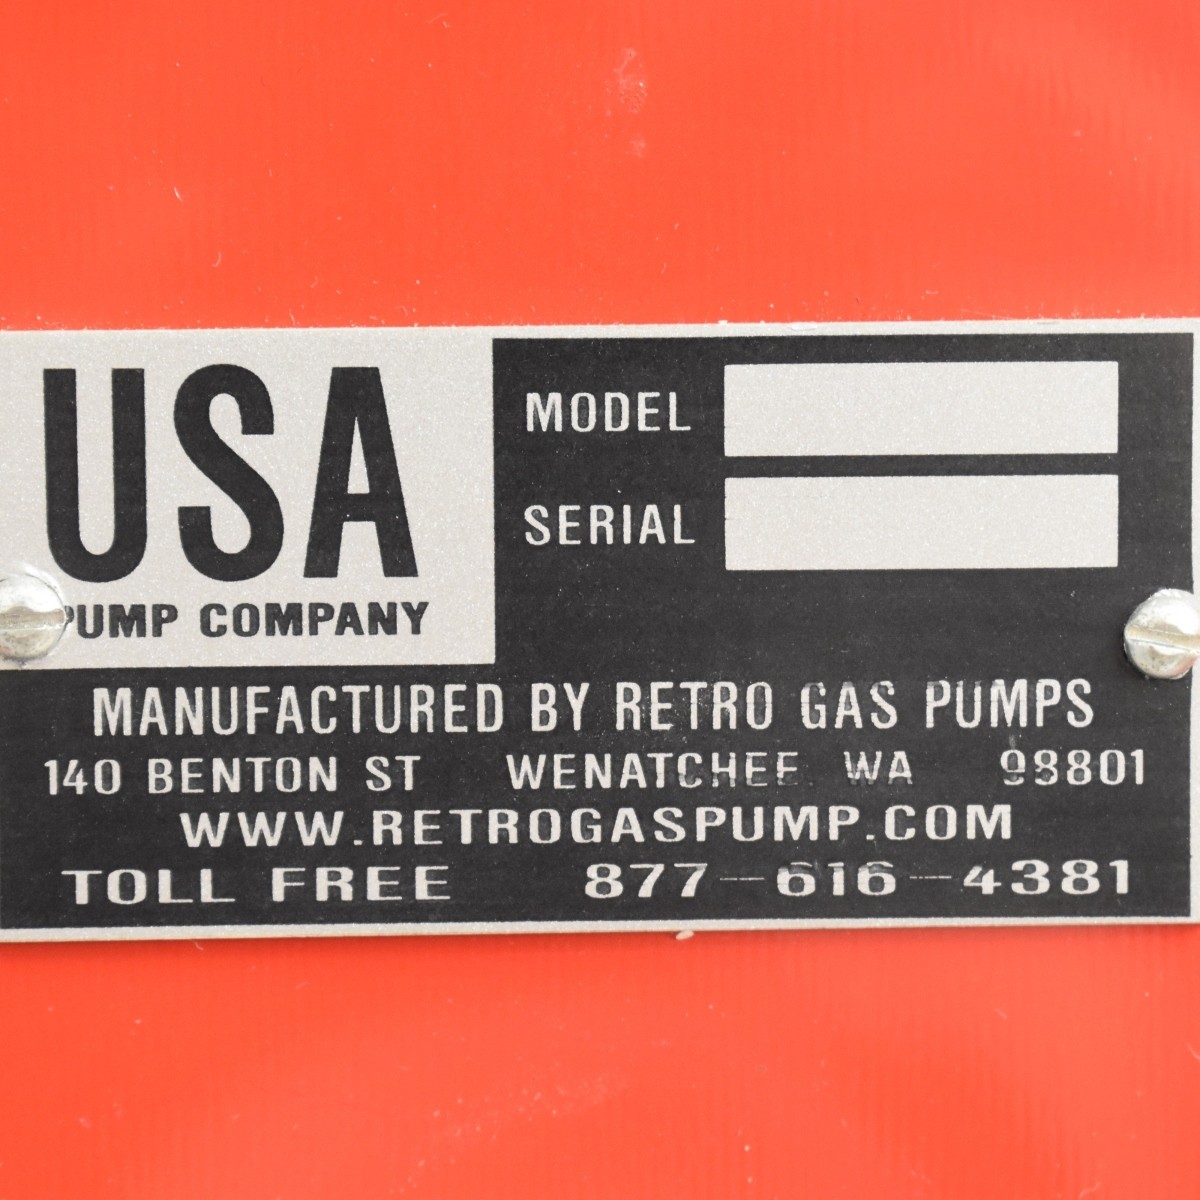 USA
PUMP COMPANY
MODEL
SERIAL
MANUFACTURED BY RETRO GAS PUMPS
140 BENTON ST WENATCHEE WA 98801
WWW.RETROGASPUMP.COM
TOLL FREE 877-616-4381